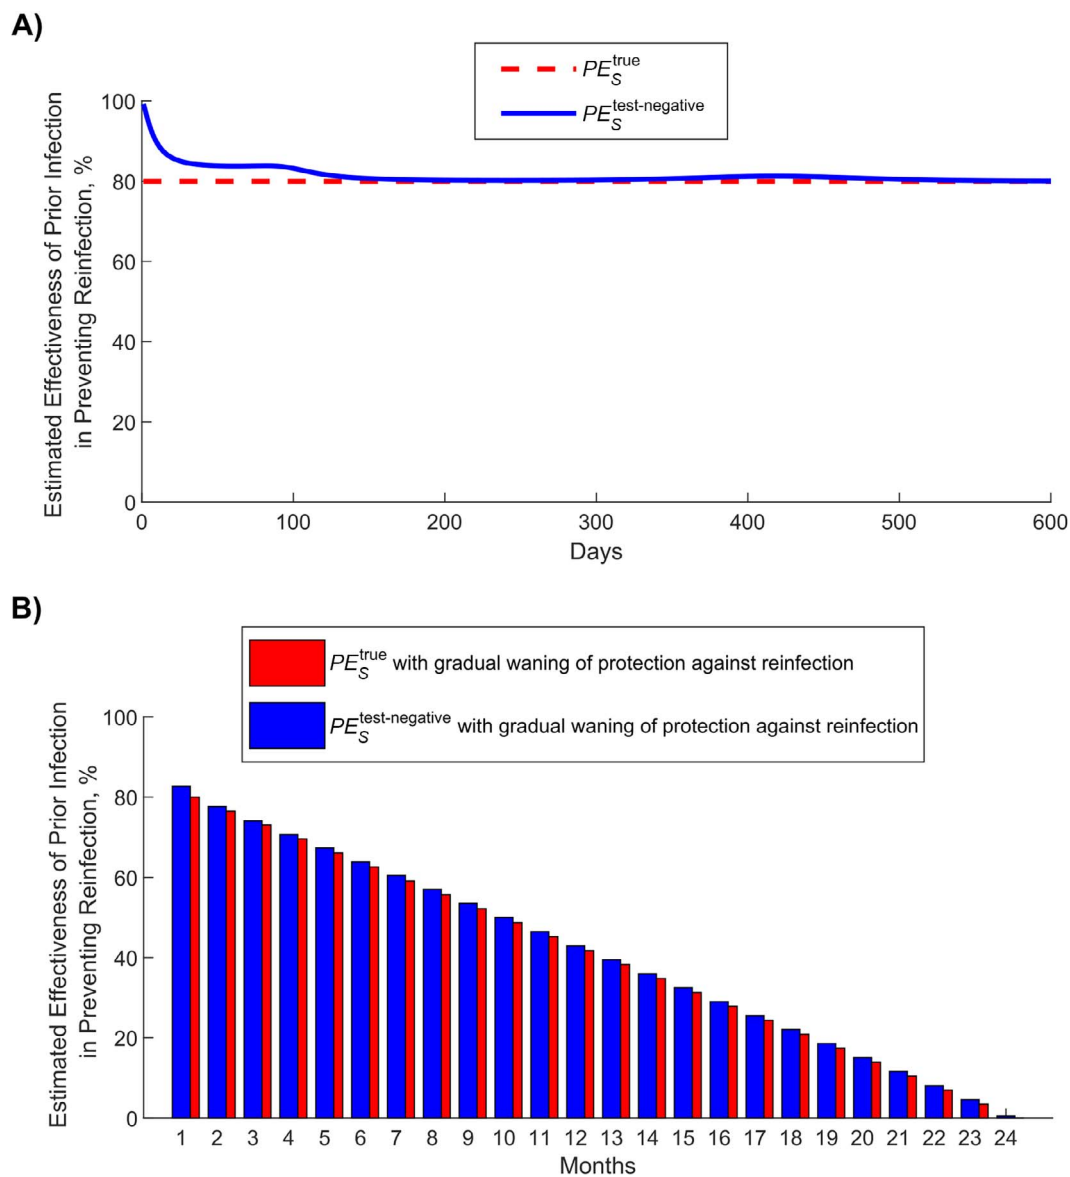 A)
PE_S^true
PE_S^test-negative
Estimated Effectiveness of Prior Infection
in Preventing Reinfection, %
100
80
60
40
20
0
0 100 200 300 400 500 600
Days
B)
PE_S^true with gradual waning of protection against reinfection
PE_S^test-negative with gradual waning of protection against reinfection
Estimated Effectiveness of Prior Infection
in Preventing Reinfection, %
100
80
60
40
20
0
1 2 3 4 5 6 7 8 9 10 11 12 13 14 15 16 17 18 19 20 21 22 23 24
Months